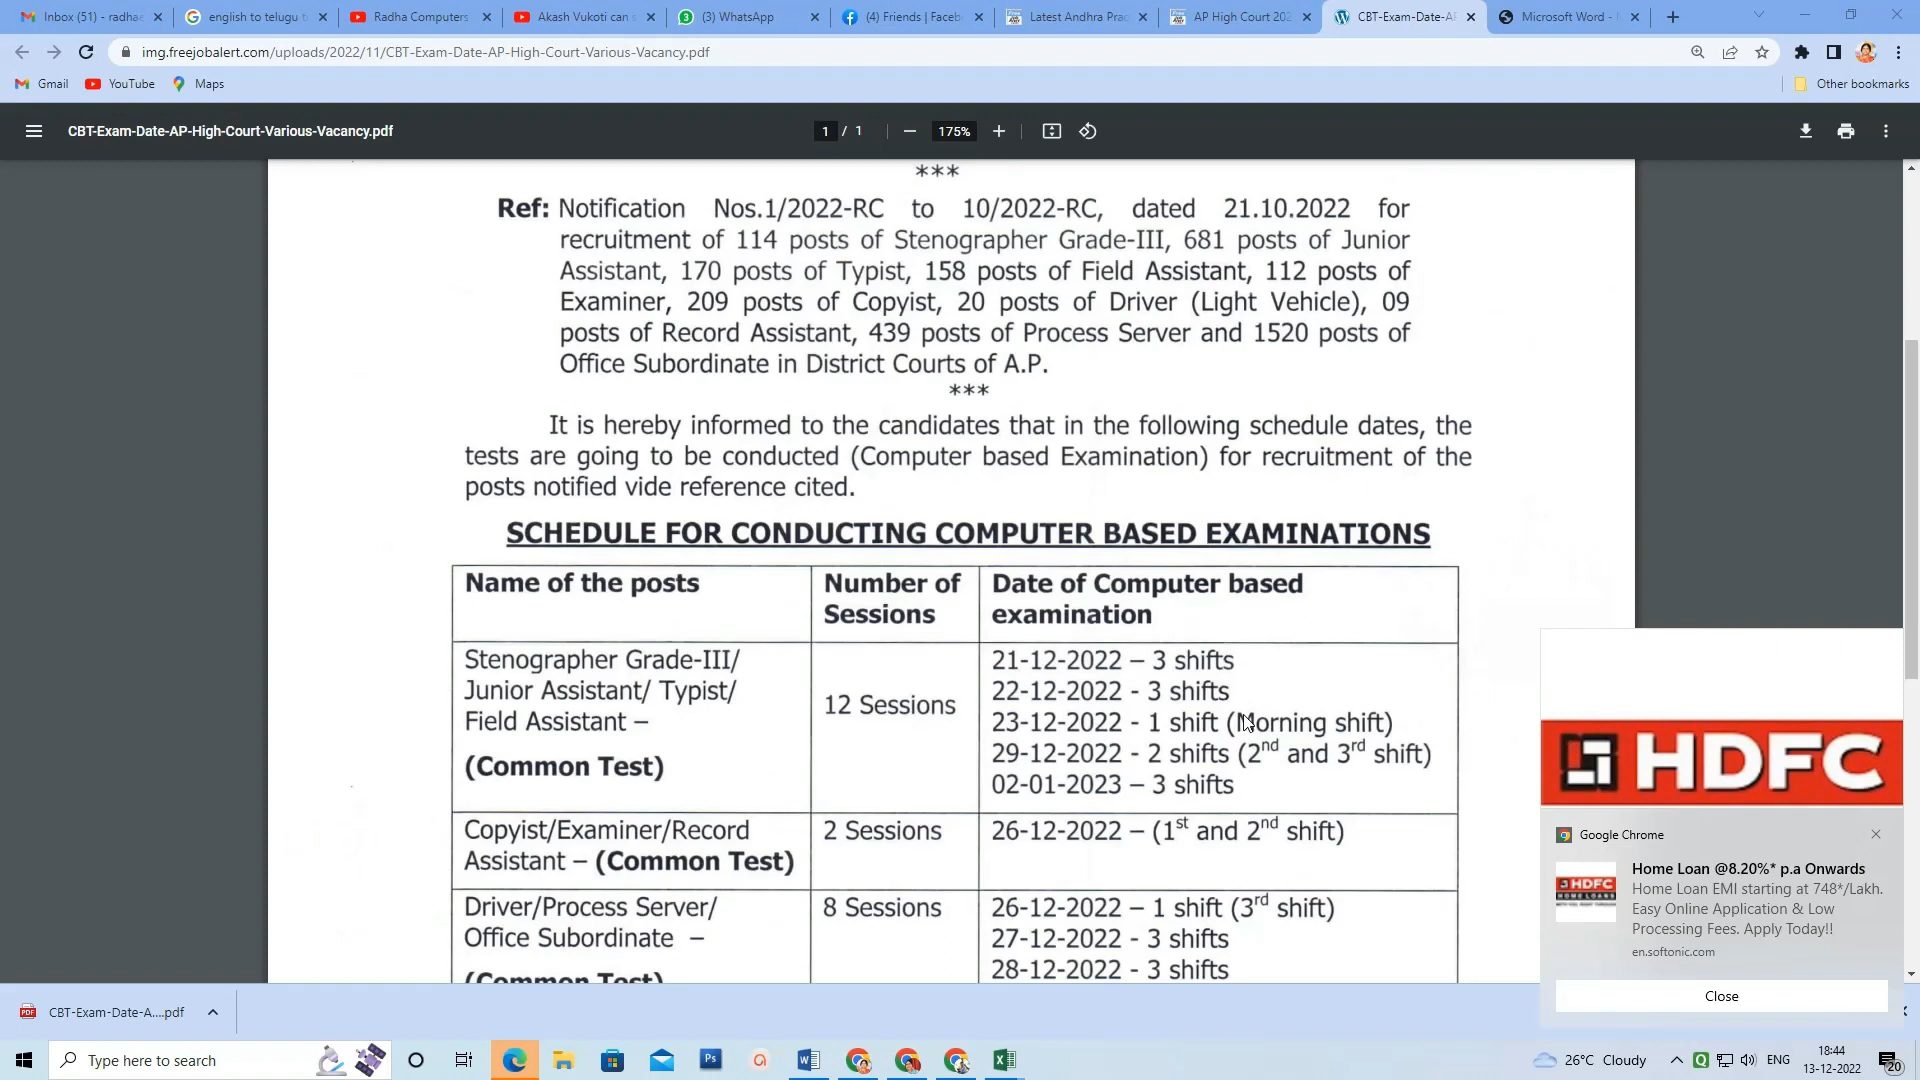 Inbox (51) - radhae
english to telugu t
Radha Computers
Akash Vukoti can s
(3) WhatsApp
(4) Friends | Faceb
Latest Andhra Prad
AP High Court 202
CBT-Exam-Date-AP
Microsoft Word -
img.freejobalert.com/uploads/2022/11/CBT-Exam-Date-AP-High-Court-Various-Vacancy.pdf
Gmail
YouTube
Maps
Other bookmarks
CBT-Exam-Date-AP-High-Court-Various-Vacancy.pdf
1 / 1
175%
***
Ref: Notification Nos.1/2022-RC to 10/2022-RC, dated 21.10.2022 for
recruitment of 114 posts of Stenographer Grade-III, 681 posts of Junior
Assistant, 170 posts of Typist, 158 posts of Field Assistant, 112 posts of
Examiner, 209 posts of Copyist, 20 posts of Driver (Light Vehicle), 09
posts of Record Assistant, 439 posts of Process Server and 1520 posts of
Office Subordinate in District Courts of A.P.
***
It is hereby informed to the candidates that in the following schedule dates, the
tests are going to be conducted (Computer based Examination) for recruitment of the
posts notified vide reference cited.
SCHEDULE FOR CONDUCTING COMPUTER BASED EXAMINATIONS
Name of the posts
Number of
Sessions
Date of Computer based
examination
Stenographer Grade-III/
Junior Assistant/ Typist/
Field Assistant –
(Common Test)
12 Sessions
21-12-2022 – 3 shifts
22-12-2022 - 3 shifts
23-12-2022 - 1 shift (Morning shift)
29-12-2022 - 2 shifts (2nd and 3rd shift)
02-01-2023 – 3 shifts
Copyist/Examiner/Record
Assistant – (Common Test)
2 Sessions
26-12-2022 – (1st and 2nd shift)
Driver/Process Server/
Office Subordinate –
(Common Test)
8 Sessions
26-12-2022 – 1 shift (3rd shift)
27-12-2022 - 3 shifts
28-12-2022 - 3 shifts
HDFC
Google Chrome
HDFC
HOME LOANS
Home Loan @8.20%* p.a Onwards
Home Loan EMI starting at 748*/Lakh.
Easy Online Application & Low
Processing Fees. Apply Today!!
en.softonic.com
Close
CBT-Exam-Date-A....pdf
Type here to search
Ps
26°C Cloudy
ENG
18:44
13-12-2022
20